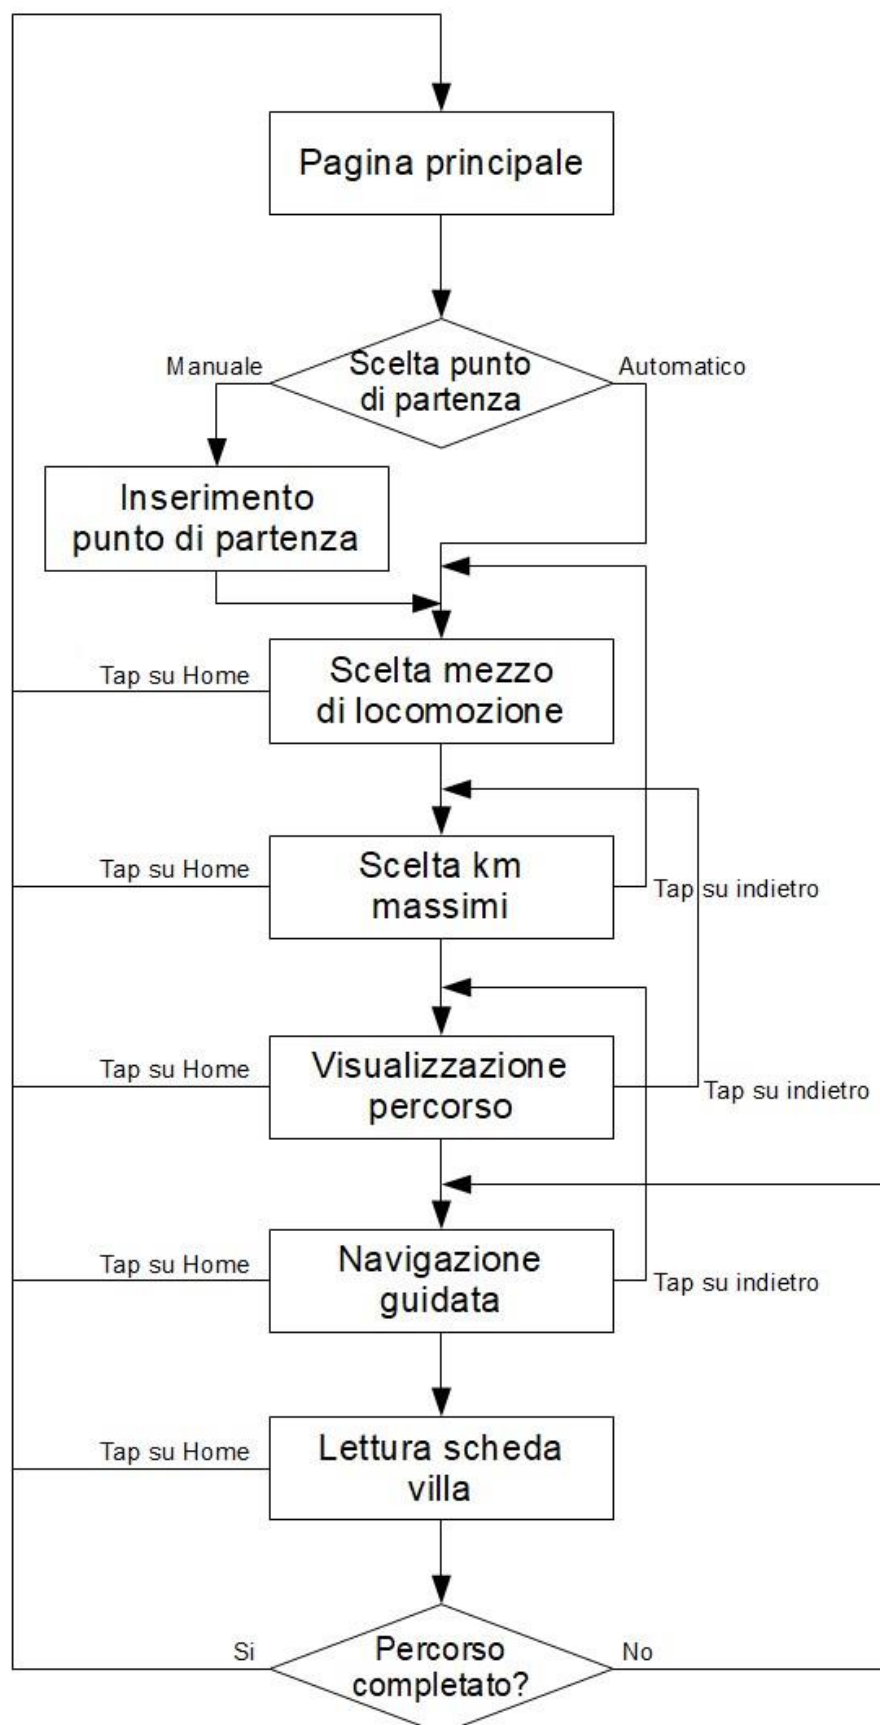 Pagina principale
Manuale
Scelta punto
di partenza
Automatico
Inserimento
punto di partenza
Tap su Home
Scelta mezzo
di locomozione
Tap su Home
Scelta km
massimi
Tap su indietro
Tap su Home
Visualizzazione
percorso
Tap su indietro
Tap su Home
Navigazione
guidata
Tap su indietro
Tap su Home
Lettura scheda
villa
Si
Percorso
completato?
No